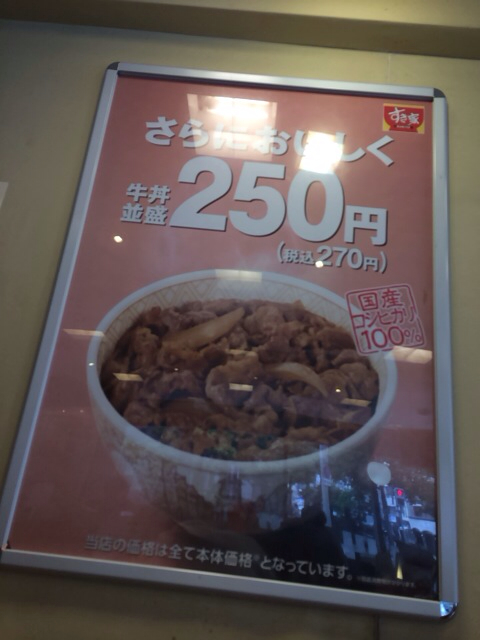 すき家
さらにおいしく
牛丼
並盛
250円
(税込270円)
国産
コシヒカリ
100%
当店の価格は全て本体価格※となっています。